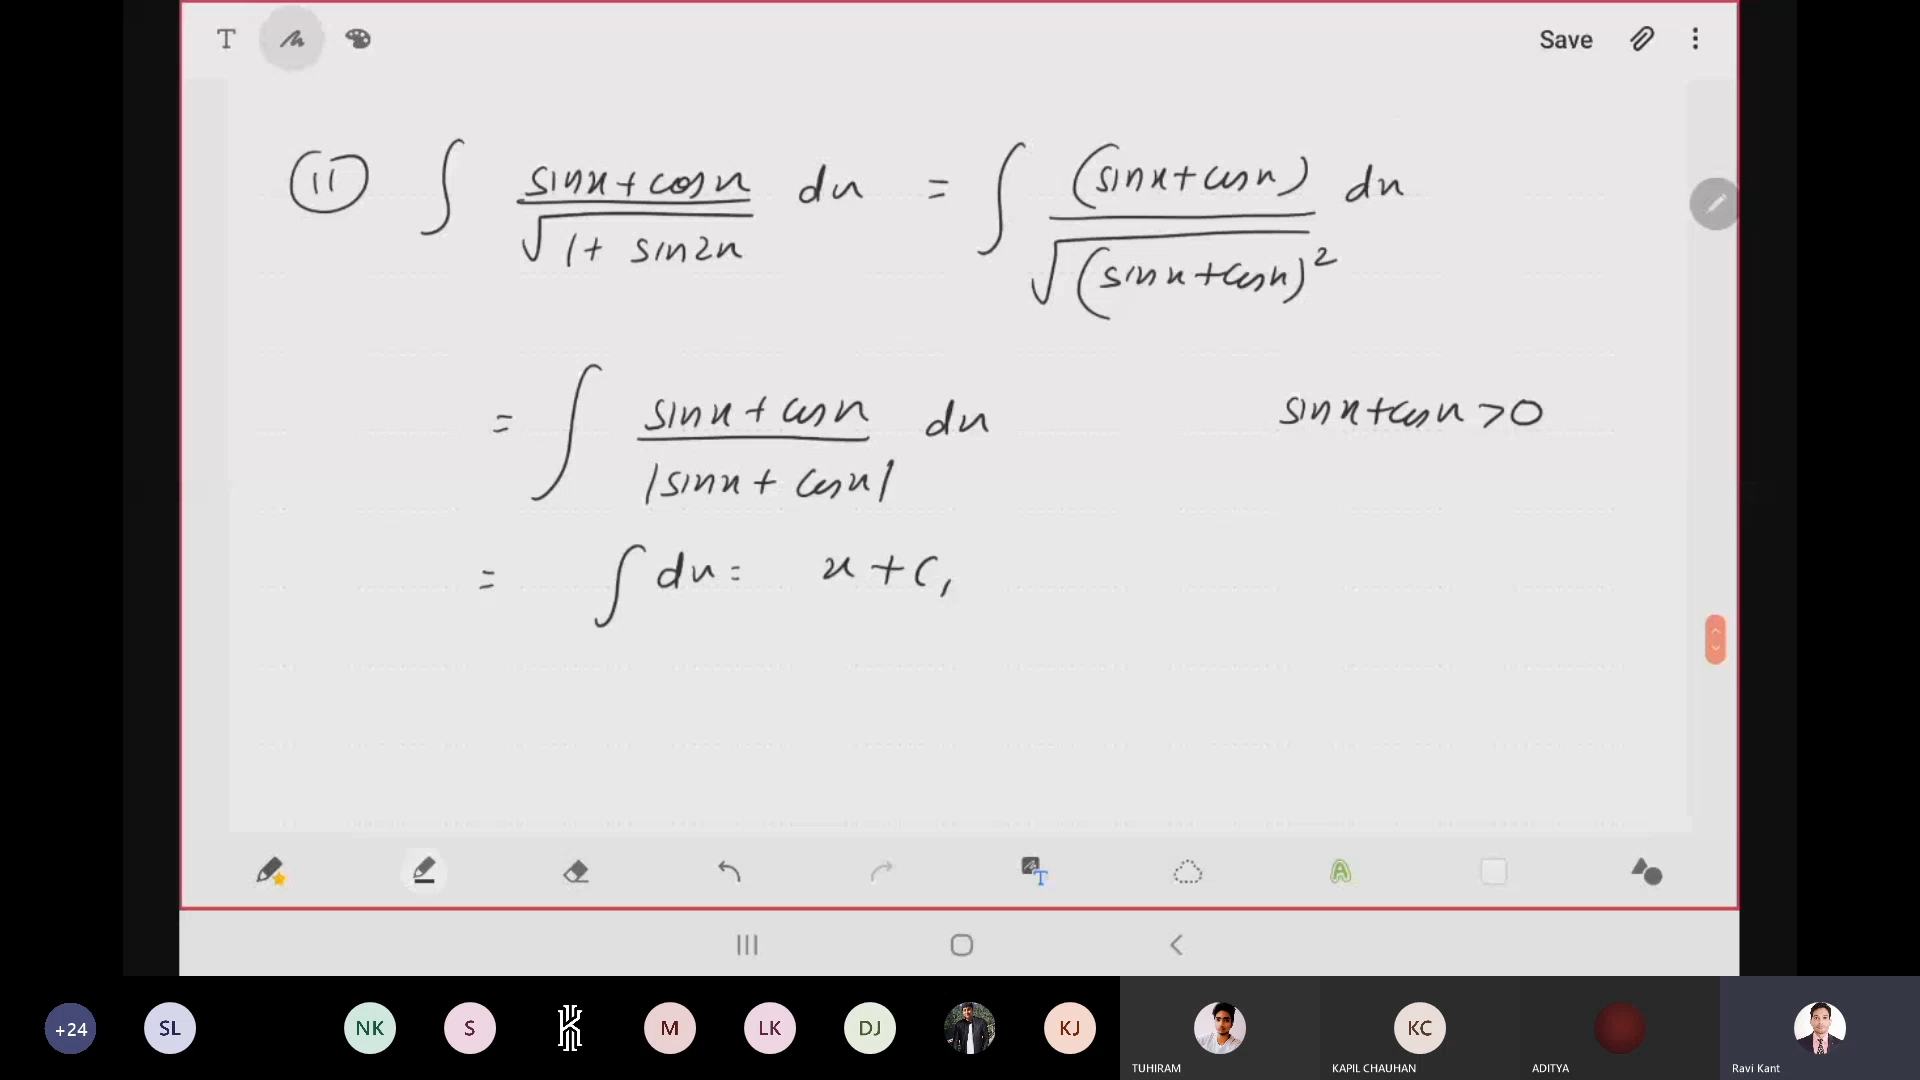 T Save
(11) ∫ (sinx+cosx)/√(1+ sin2x) dx = ∫ (sinx+cosx)/√((sinx+cosx)²) dx
= ∫ (sinx+cosx)/|sinx+cosx| dx sinx+cosx>0
= ∫ dx = x + C,
T A
+24 SL NK S K M LK DJ KJ KC
TUHIRAM KAPIL CHAUHAN ADITYA Ravi Kant